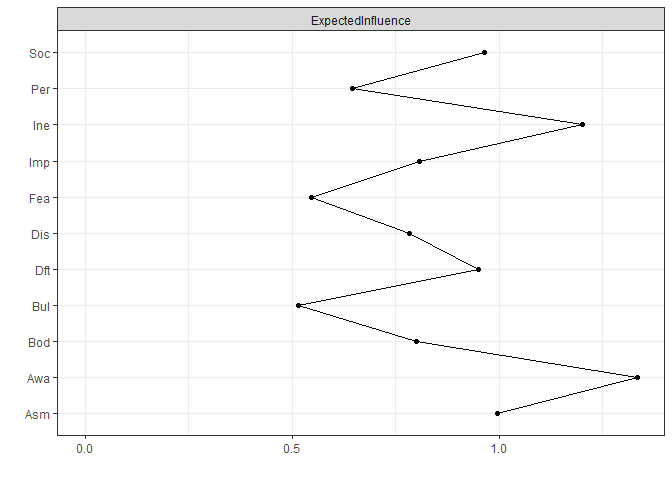 ExpectedInfluence
Soc
Per
Ine
Imp
Fea
Dis
Dft
Bul
Bod
Awa
Asm
0.0 0.5 1.0